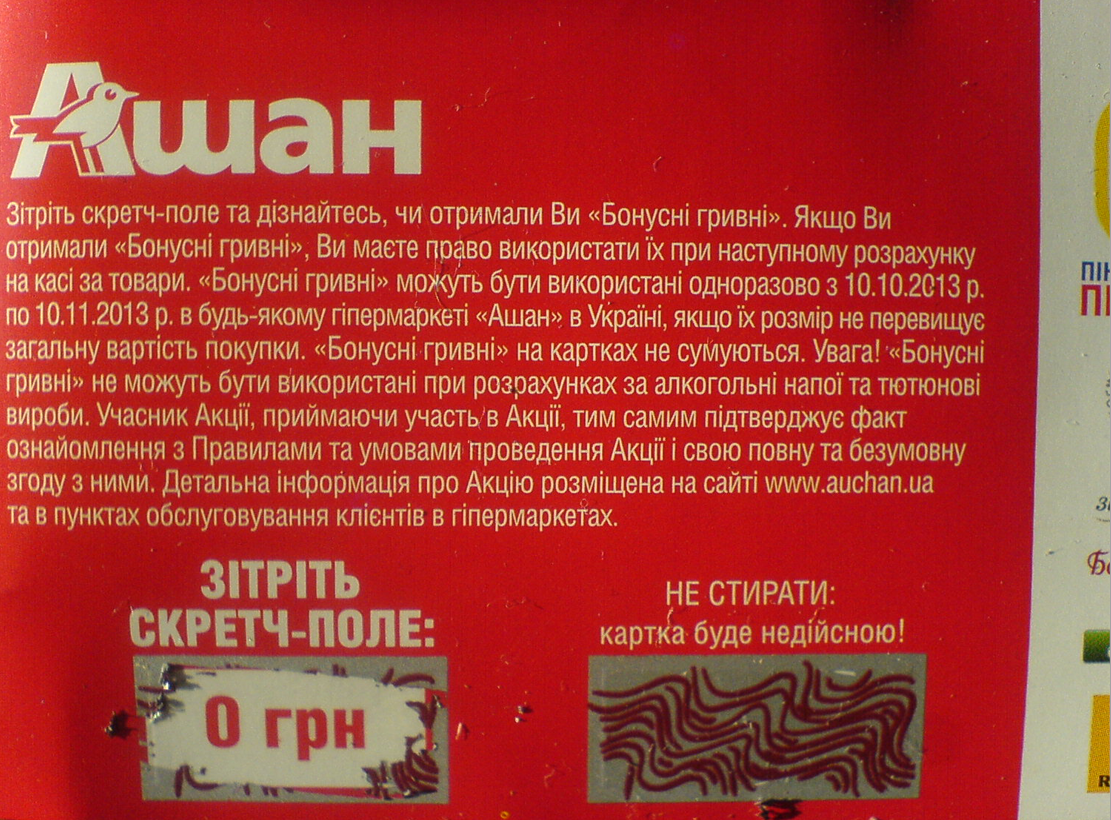 Ашан
Зітріть скретч-поле та дізнайтесь, чи отримали Ви «Бонусні гривні». Якщо Ви
отримали «Бонусні гривні», Ви маєте право використати їх при наступному розрахунку
на касі за товари. «Бонусні гривні» можуть бути використані одноразово з 10.10.2013 р.
по 10.11.2013 р. в будь-якому гіпермаркеті «Ашан» в Україні, якщо їх розмір не перевищує
загальну вартість покупки. «Бонусні гривні» на картках не сумуються. Увага! «Бонусні
гривні» не можуть бути використані при розрахунках за алкогольні напої та тютюнові
вироби. Учасник Акції, приймаючи участь в Акції, тим самим підтверджує факт
ознайомлення з Правилами та умовами проведення Акції і свою повну та безумовну
згоду з ними. Детальна інформація про Акцію розміщена на сайті www.auchan.ua
та в пунктах обслуговування клієнтів в гіпермаркетах.
ЗІТРІТЬ
СКРЕТЧ-ПОЛЕ:
0 грн
НЕ СТИРАТИ:
картка буде недійсною!